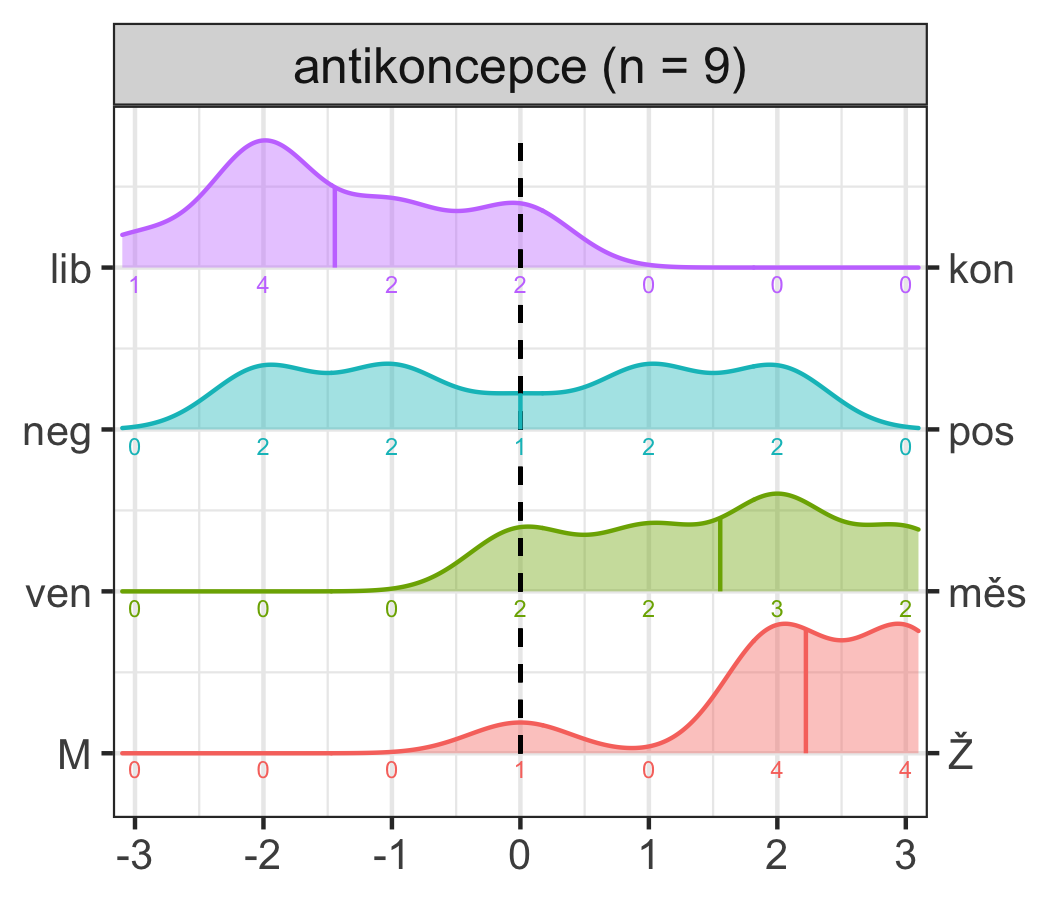 antikoncepce (n = 9)
lib kon
1 4 2 2 0 0 0
neg pos
0 2 2 1 2 2 0
ven měs
0 0 0 2 2 3 2
M Ž
0 0 0 1 0 4 4
-3 -2 -1 0 1 2 3